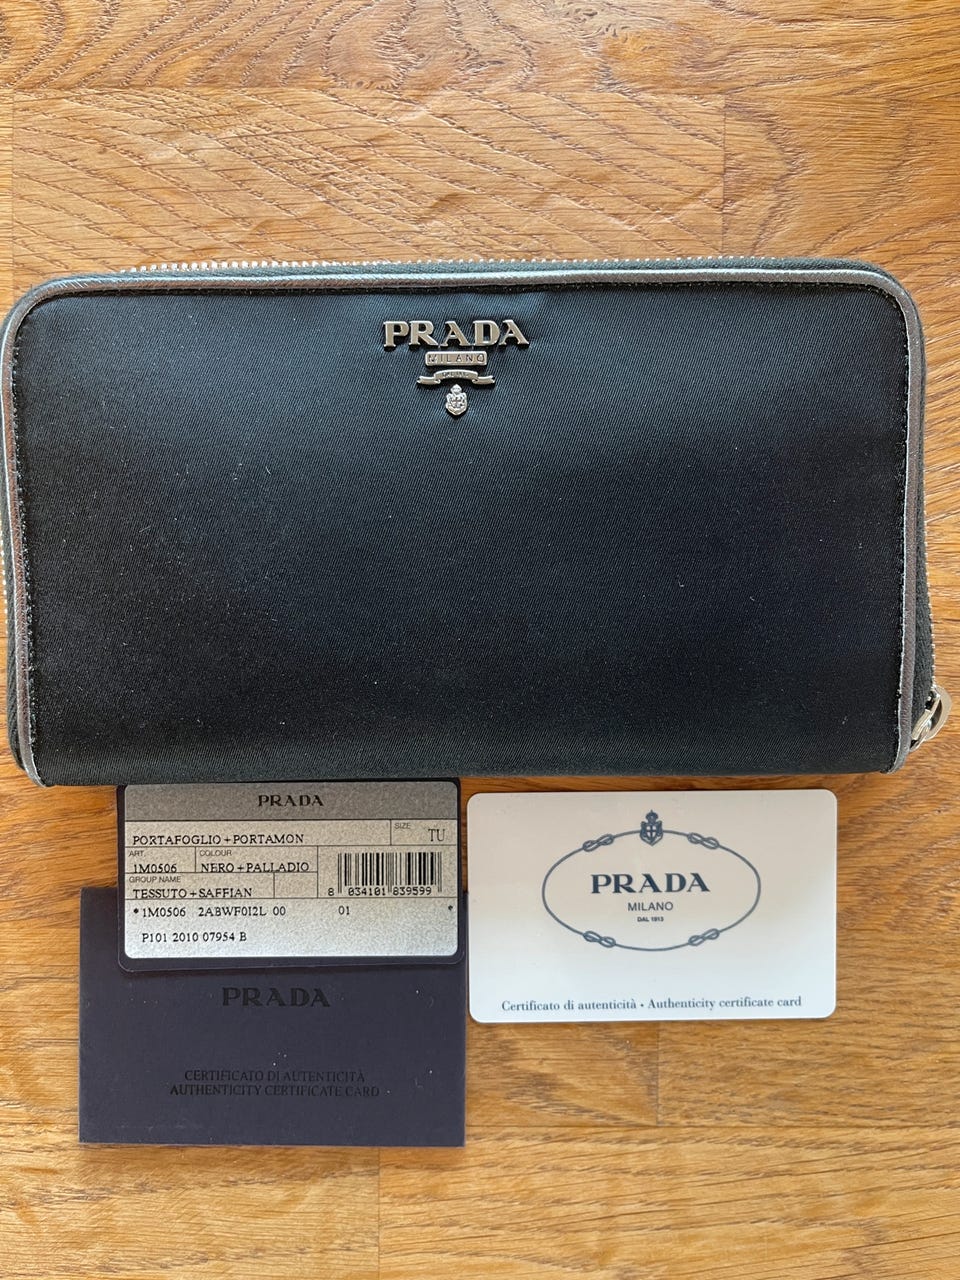 PRADA
MILANO
PRADA
PORTAFOGLIO+PORTAMON
SIZE
TU
ART.
COLOUR
1M0506
NERO+PALLADIO
GROUP NAME
TESSUTO+SAFFIAN
8 034101 839599
*1M0506 2ABWF0I2L 00 01 *
P101 2010 07954 B
PRADA
MILANO
DAL 1913
Certificato di autenticità • Authenticity certificate card
PRADA
CERTIFICATO DI AUTENTICITÀ
AUTHENTICITY CERTIFICATE CARD